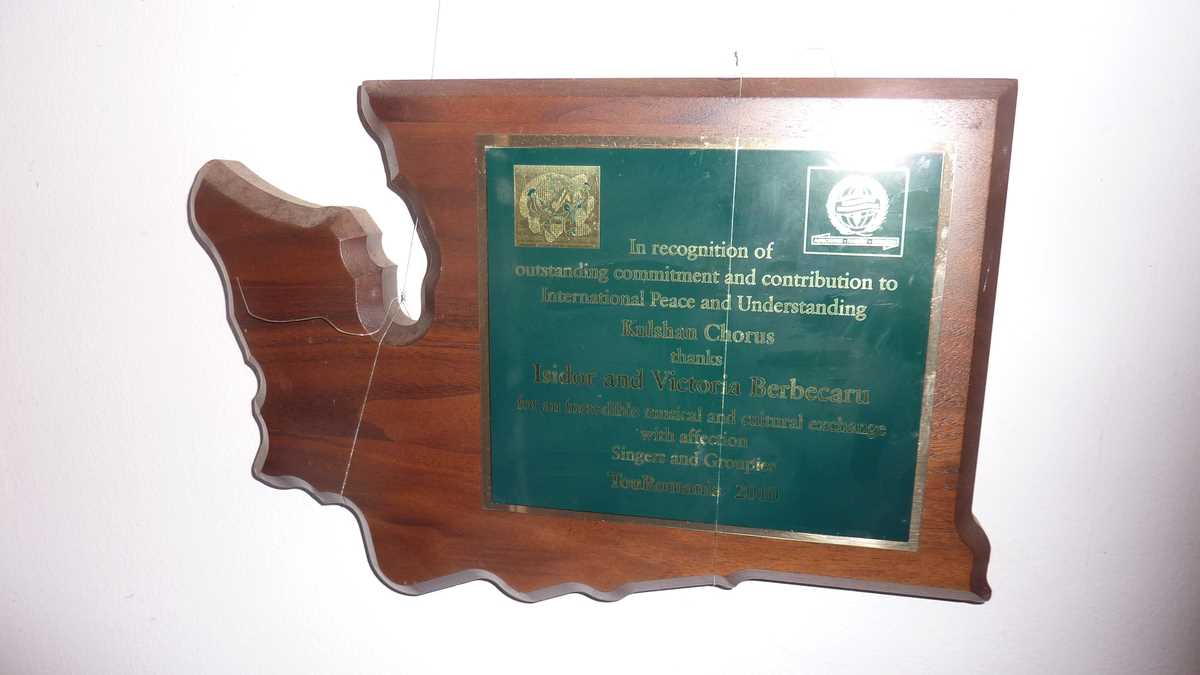 In recognition of
outstanding commitment and contribution to
International Peace and Understanding
Kulshan Chorus
thanks
Isidor and Victoria Berbecaru
for an incredible musical and cultural exchange
with affection
Singers and Groupies
TouRomania 2010